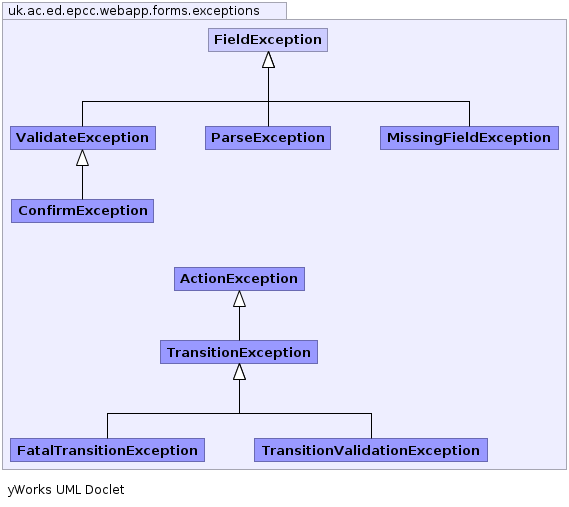 uk.ac.ed.epcc.webapp.forms.exceptions
FieldException
ValidateException ParseException MissingFieldException
ConfirmException
ActionException
TransitionException
FatalTransitionException TransitionValidationException
yWorks UML Doclet